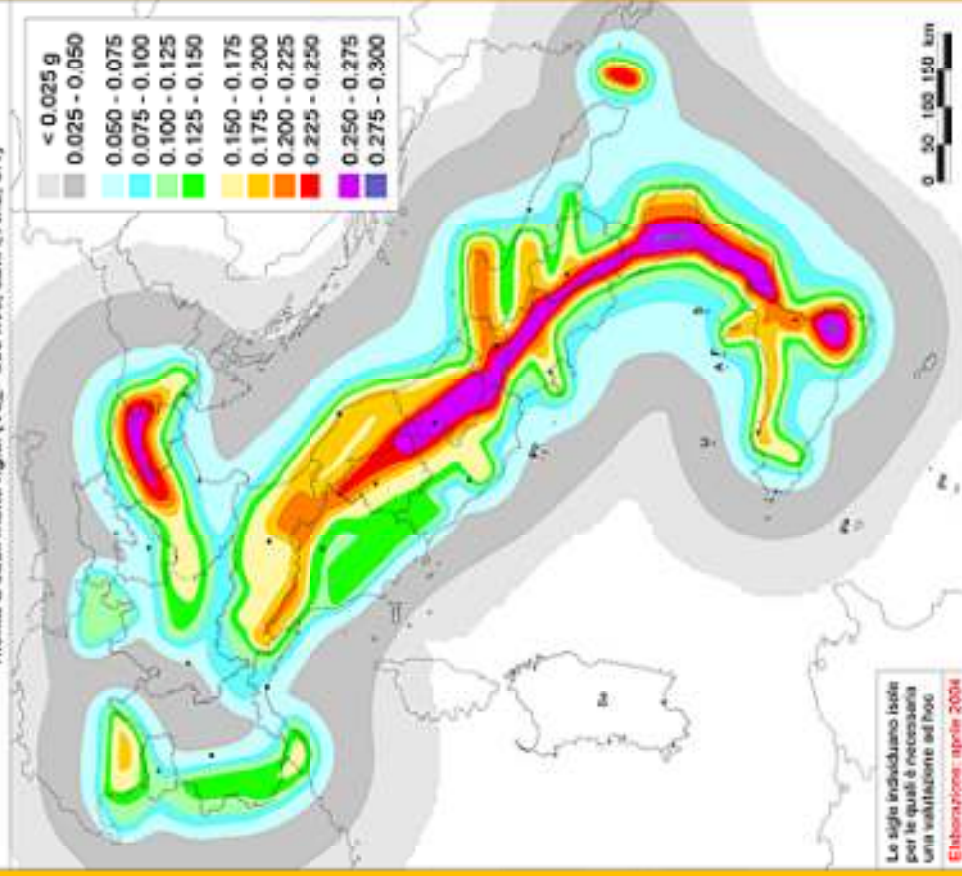 < 0.025 g
0.025 - 0.050
0.050 - 0.075
0.075 - 0.100
0.100 - 0.125
0.125 - 0.150
0.150 - 0.175
0.175 - 0.200
0.200 - 0.225
0.225 - 0.250
0.250 - 0.275
0.275 - 0.300
0 50 100 150 km
Le sigle individuano isole
per le quali è necessaria
una valutazione ad hoc
Elaborazione: aprile 2004